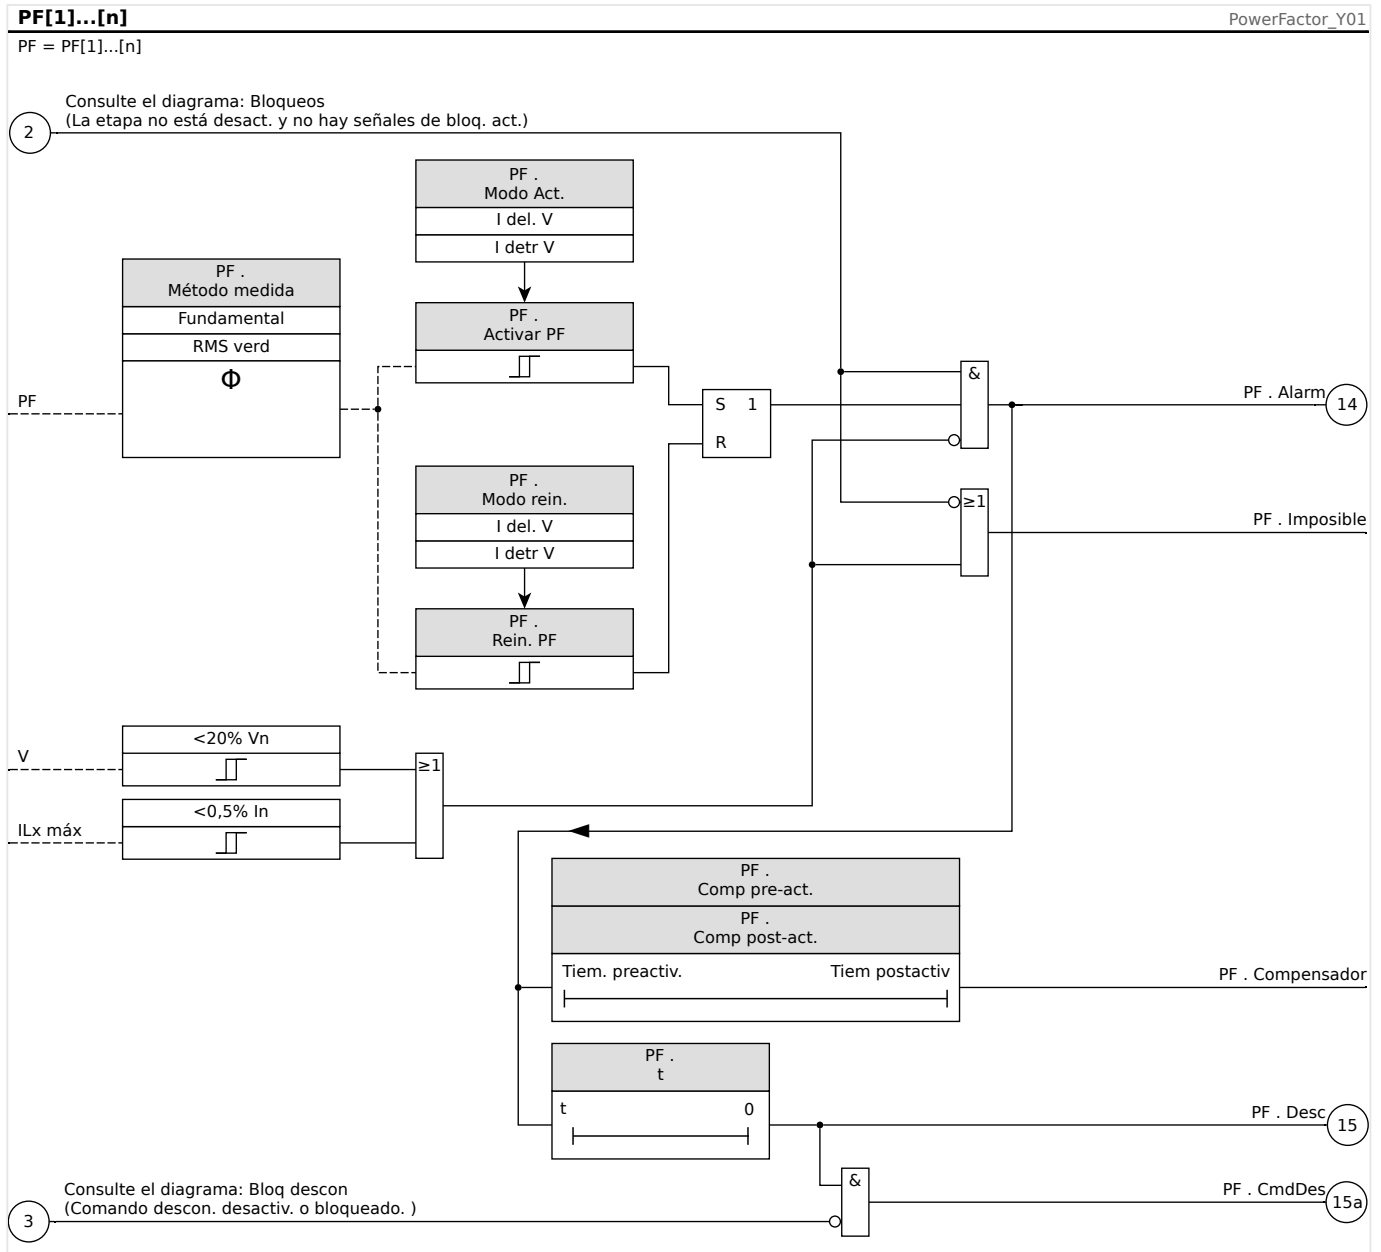 PF[1]...[n]
PowerFactor_Y01
PF = PF[1]...[n]
Consulte el diagrama: Bloqueos
(La etapa no está desact. y no hay señales de bloq. act.)
2
PF .
Modo Act.
I del. V
I detr V
PF .
Método medida
Fundamental
RMS verd
Φ
PF
PF .
Activar PF
S 1
R
&
PF . Alarm
14
PF .
Modo rein.
I del. V
I detr V
≥1
PF . Imposible
PF .
Rein. PF
V
<20% Vn
≥1
ILx máx
<0,5% In
PF .
Comp pre-act.
PF .
Comp post-act.
Tiem. preactiv.
Tiem postactiv
PF . Compensador
PF .
t
t
0
PF . Desc
15
&
PF . CmdDes
15a
Consulte el diagrama: Bloq descon
(Comando descon. desactiv. o bloqueado. )
3